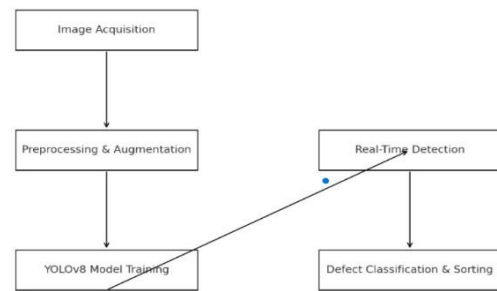 Image Acquisition
Preprocessing & Augmentation
YOLOv8 Model Training
Real-Time Detection
Defect Classification & Sorting